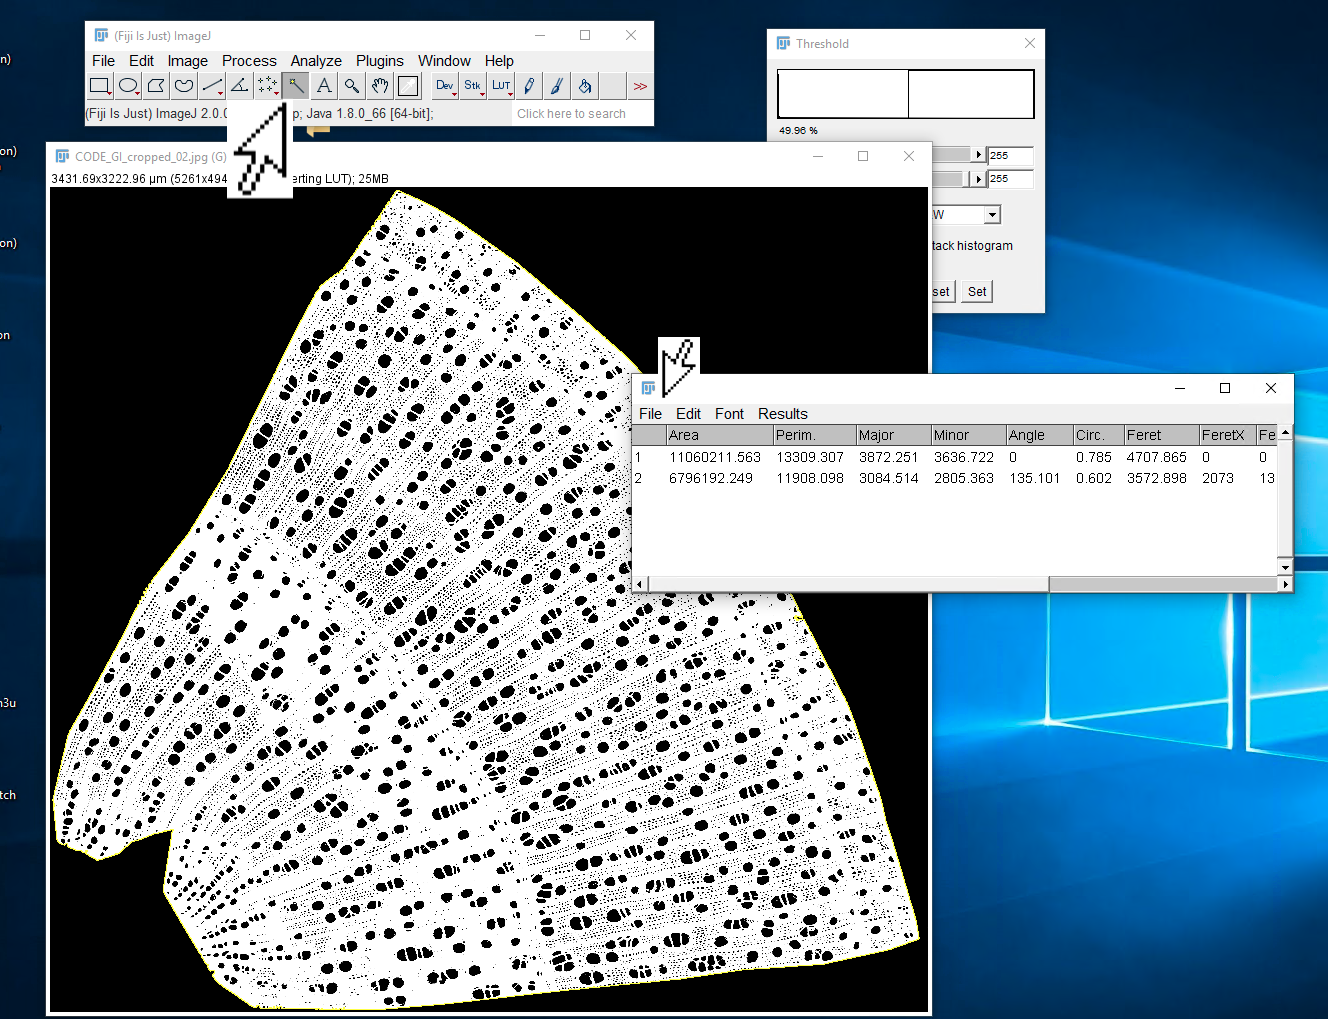 (Fiji Is Just) ImageJ
File Edit Image Process Analyze Plugins Window Help
Dev Stk LUT >>
(Fiji Is Just) ImageJ 2.0.0 p; Java 1.8.0_66 [64-bit]; Click here to search
Threshold
49.96 %
255
255
W
tack histogram
set Set
CODE_GI_cropped_02.jpg (G)
3431.69x3222.96 µm (5261x494 erting LUT); 25MB
File Edit Font Results
Area Perim. Major Minor Angle Circ. Feret FeretX Fe
1 11060211.563 13309.307 3872.251 3636.722 0 0.785 4707.865 0 0
2 6796192.249 11908.098 3084.514 2805.363 135.101 0.602 3572.898 2073 13
n)
on)
on)
on
n3u
tch